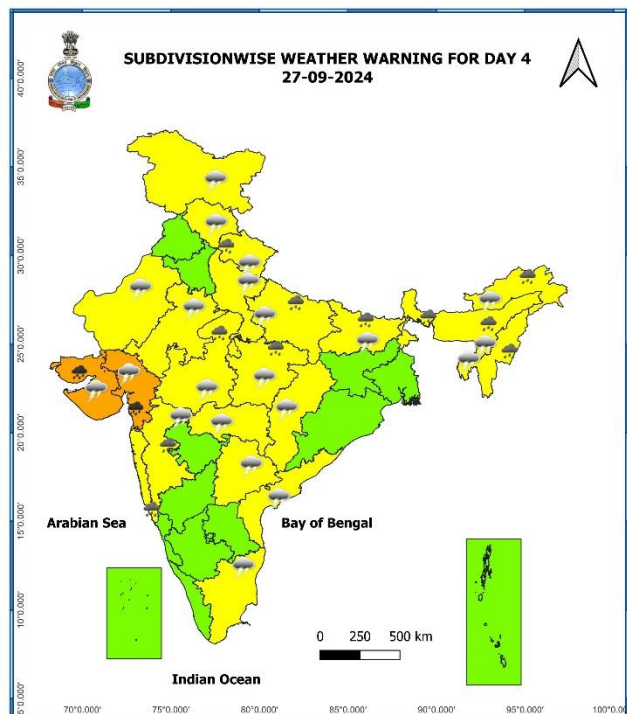 SUBDIVISIONWISE WEATHER WARNING FOR DAY 4
27-09-2024
40°0.000'
35°0.000'
30°0.000'
25°0.000'
20°0.000'
15°0.000'
10°0.000'
5°0.000'
Arabian Sea
Bay of Bengal
0 250 500 km
Indian Ocean
70°0.000' 75°0.000' 80°0.000' 85°0.000' 90°0.000' 95°0.000' 100°0.0